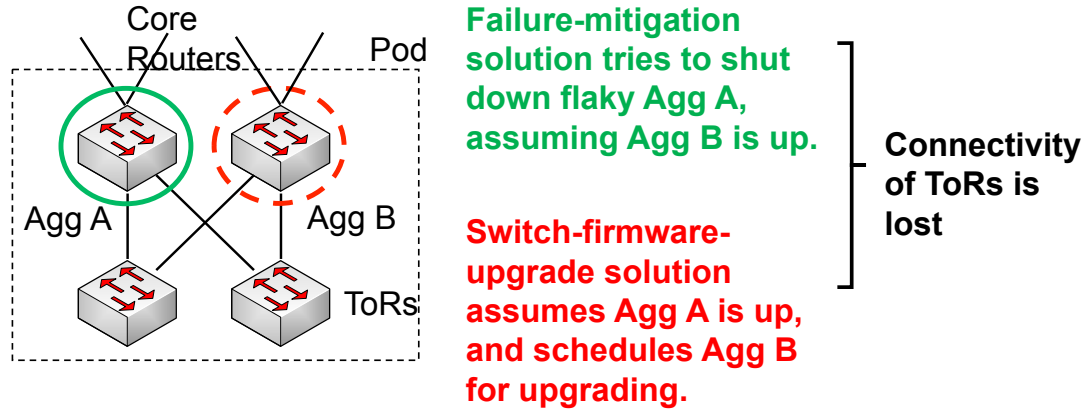 Core
Routers
Pod
Agg A
Agg B
ToRs
Failure-mitigation
solution tries to shut
down flaky Agg A,
assuming Agg B is up.
Switch-firmware-
upgrade solution
assumes Agg A is up,
and schedules Agg B
for upgrading.
Connectivity
of ToRs is
lost